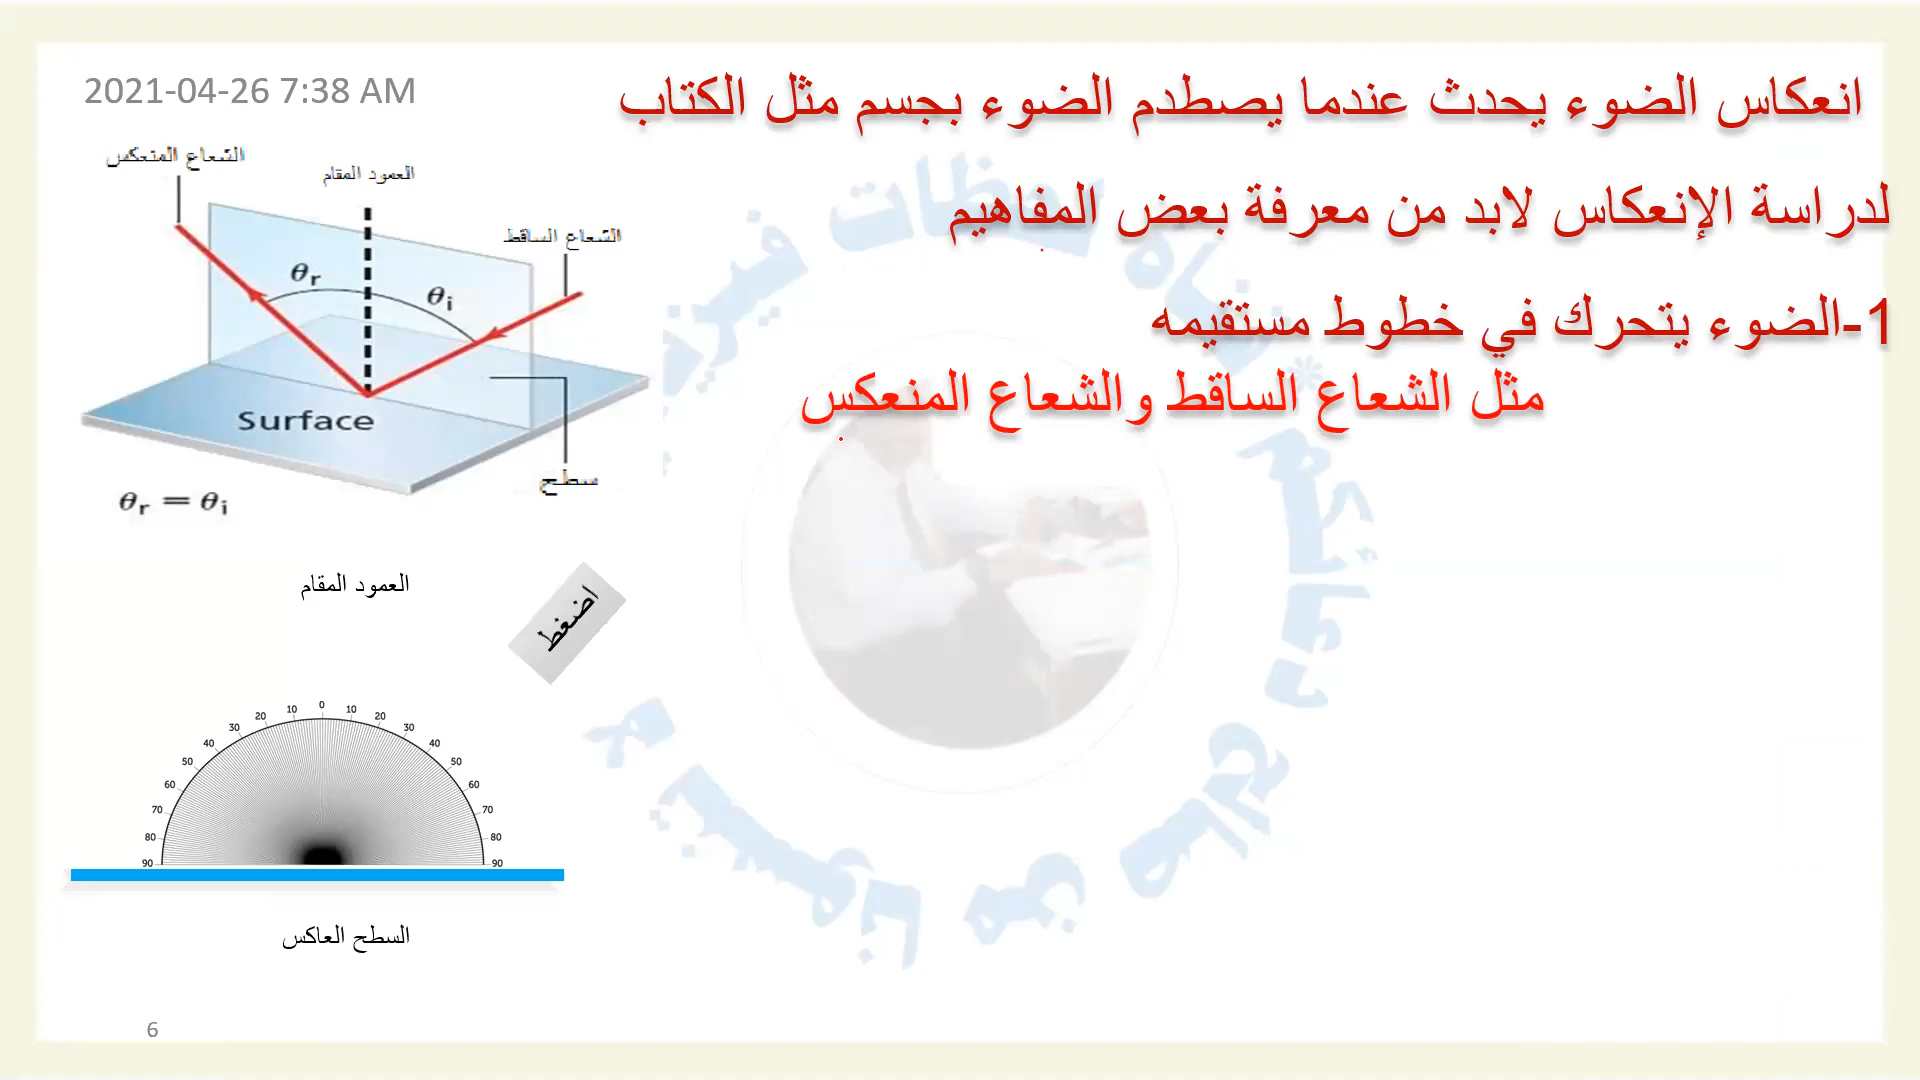 2021-04-26 7:38 AM
انعكاس الضوء يحدث عندما يصطدم الضوء بجسم مثل الكتاب
لدراسة الإنعكاس لابد من معرفة بعض المفاهيم
1-الضوء يتحرك في خطوط مستقيمه
مثل الشعاع الساقط والشعاع المنعكس
الشعاع المنعكس
العمود المقام
الشعاع الساقط
θr
θi
Surface
سطح
θr = θi
العمود المقام
اضغط
90 80 70 60 50 40 30 20 10 0 10 20 30 40 50 60 70 80 90
السطح العاكس
6